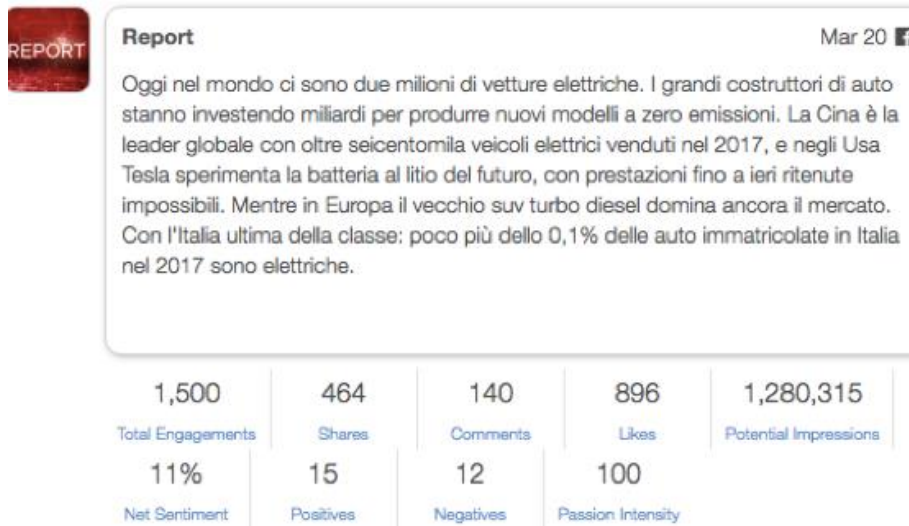 REPORT
Report Mar 20
Oggi nel mondo ci sono due milioni di vetture elettriche. I grandi costruttori di auto
stanno investendo miliardi per produrre nuovi modelli a zero emissioni. La Cina è la
leader globale con oltre seicentomila veicoli elettrici venduti nel 2017, e negli Usa
Tesla sperimenta la batteria al litio del futuro, con prestazioni fino a ieri ritenute
impossibili. Mentre in Europa il vecchio suv turbo diesel domina ancora il mercato.
Con l'Italia ultima della classe: poco più dello 0,1% delle auto immatricolate in Italia
nel 2017 sono elettriche.
1,500 464 140 896 1,280,315
Total Engagements Shares Comments Likes Potential Impressions
11% 15 12 100
Net Sentiment Positives Negatives Passion Intensity